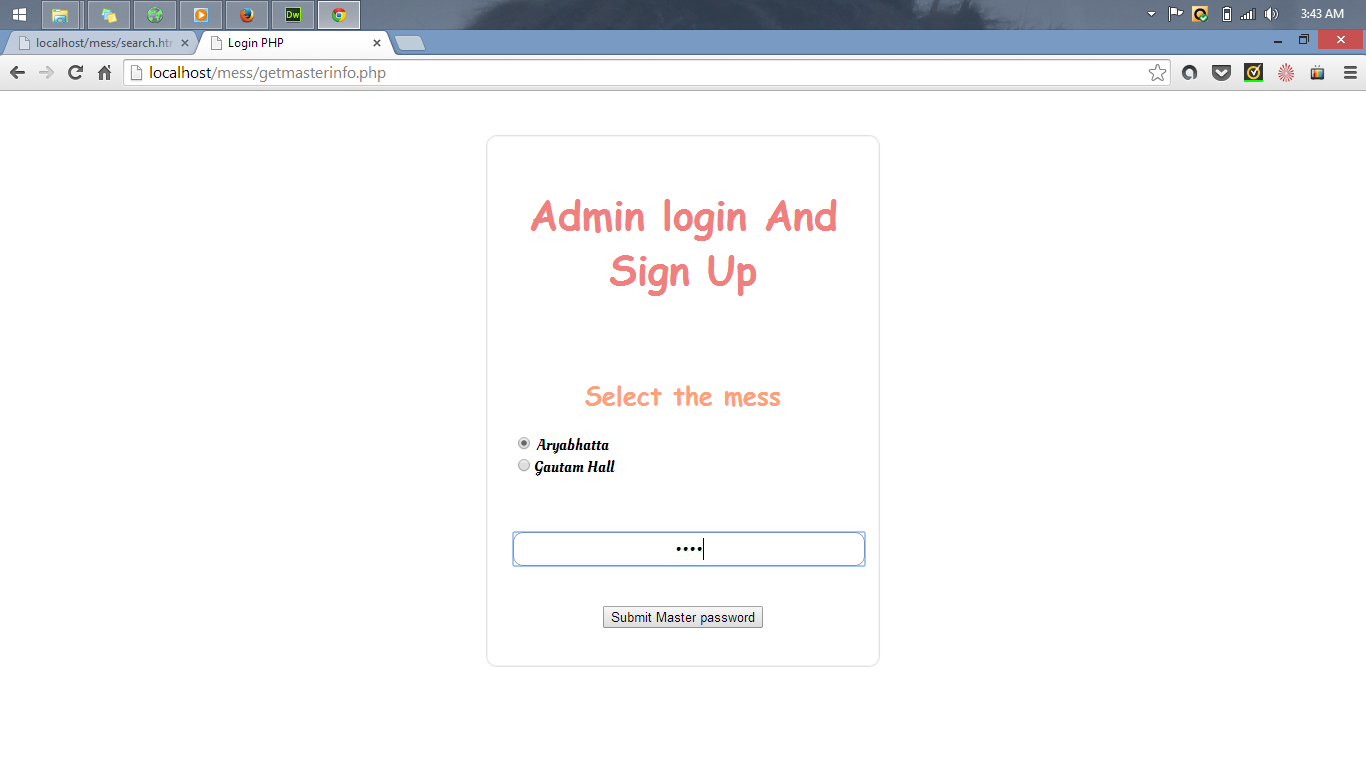 Dw
3:43 AM
localhost/mess/search.htm
Login PHP
localhost/mess/getmasterinfo.php
Admin login And
Sign Up
Select the mess
Aryabhatta
Gautam Hall
••••
Submit Master password